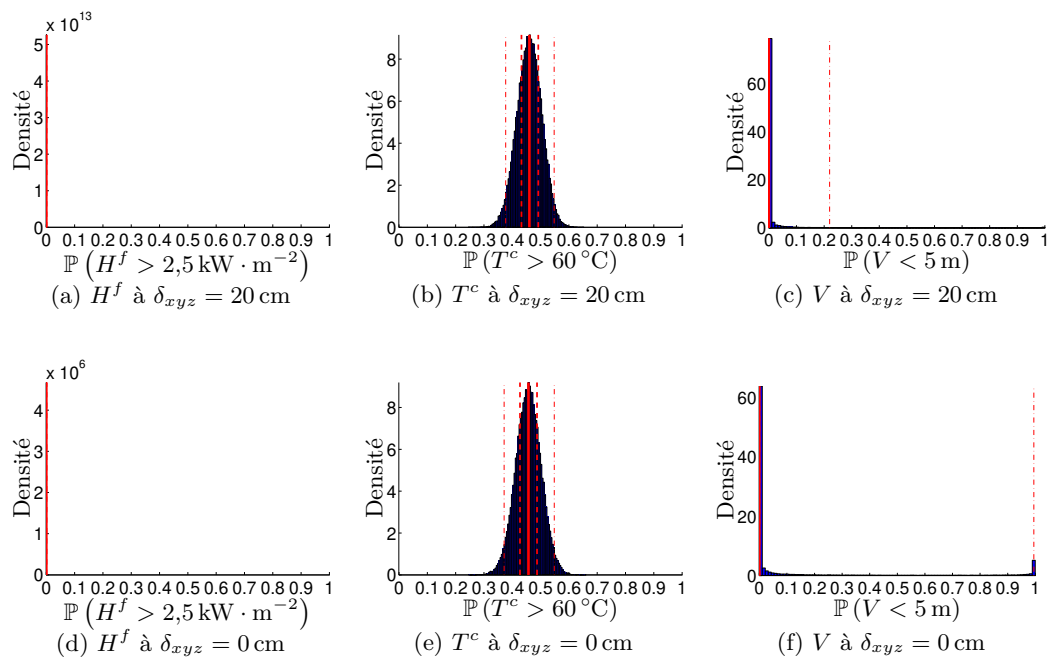 x 10^13
5
4
3
2
1
0
Densité
0.1 0.2 0.3 0.4 0.5 0.6 0.7 0.8 0.9 1
ℙ (H^f > 2,5 kW · m^−2)
(a) H^f à δ_xyz = 20 cm
8
6
4
2
0
Densité
0 0.1 0.2 0.3 0.4 0.5 0.6 0.7 0.8 0.9 1
ℙ (T^c > 60 °C)
(b) T^c à δ_xyz = 20 cm
60
40
20
0
Densité
0 0.1 0.2 0.3 0.4 0.5 0.6 0.7 0.8 0.9 1
ℙ (V < 5 m)
(c) V à δ_xyz = 20 cm
x 10^6
4
3
2
1
0
Densité
0 0.1 0.2 0.3 0.4 0.5 0.6 0.7 0.8 0.9 1
ℙ (H^f > 2,5 kW · m^−2)
(d) H^f à δ_xyz = 0 cm
8
6
4
2
0
Densité
0 0.1 0.2 0.3 0.4 0.5 0.6 0.7 0.8 0.9 1
ℙ (T^c > 60 °C)
(e) T^c à δ_xyz = 0 cm
60
40
20
0
Densité
0 0.1 0.2 0.3 0.4 0.5 0.6 0.7 0.8 0.9 1
ℙ (V < 5 m)
(f) V à δ_xyz = 0 cm